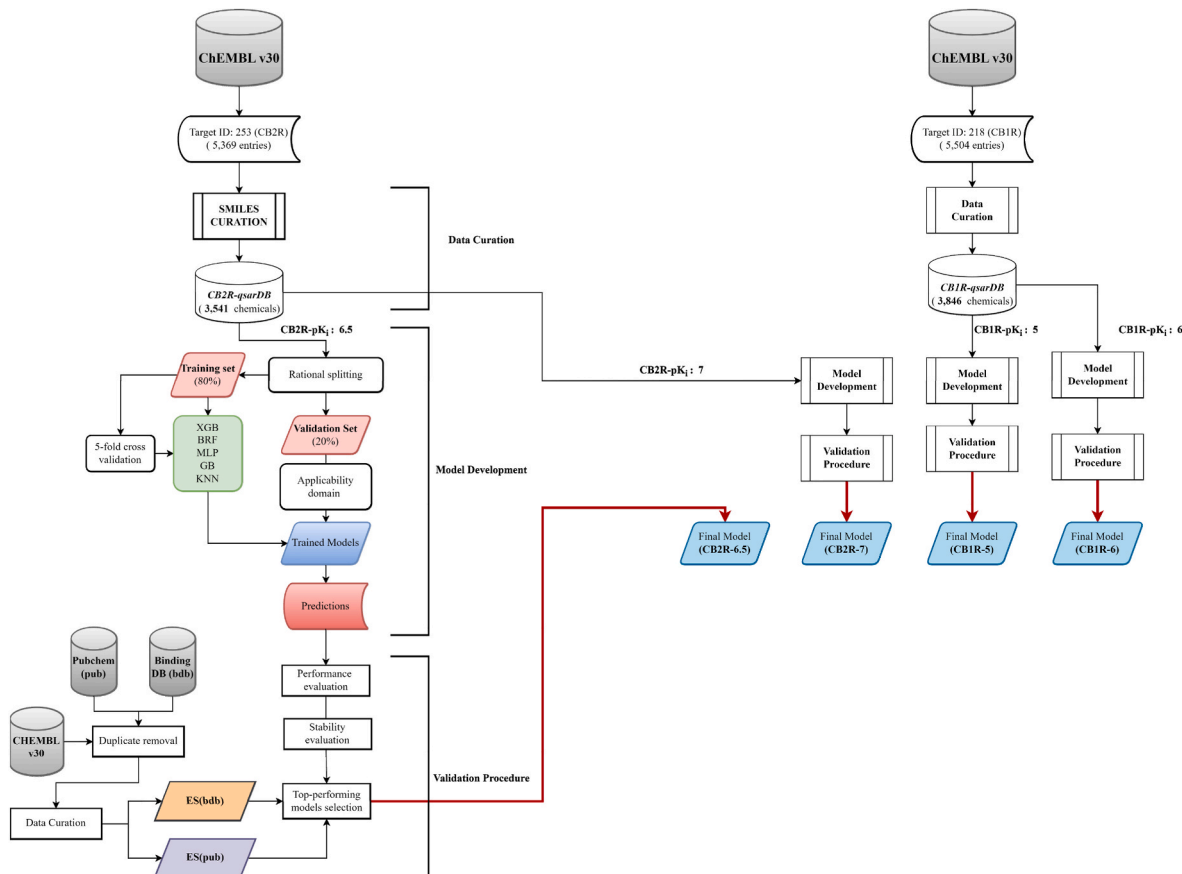 ChEMBL v30
Target ID: 253 (CB2R)
( 5,369 entries)
SMILES
CURATION
Data Curation
CB2R-qsarDB
( 3,541 chemicals)
CB2R-pKi : 6.5
Training set
(80%)
Rational splitting
XGB
BRF
MLP
GB
KNN
5-fold cross
validation
Validation Set
(20%)
Applicability
domain
Model Development
Trained Models
Predictions
Pubchem
(pub)
Binding
DB (bdb)
Performance
evaluation
CHEMBL
v30
Duplicate removal
Stability
evaluation
Validation Procedure
Data Curation
ES(bdb)
ES(pub)
Top-performing
models selection
ChEMBL v30
Target ID: 218 (CB1R)
( 5,504 entries)
Data
Curation
CB1R-qsarDB
( 3,846 chemicals)
CB1R-pKi : 5
CB1R-pKi : 6
CB2R-pKi : 7
Model
Development
Model
Development
Model
Development
Validation
Procedure
Validation
Procedure
Validation
Procedure
Final Model
(CB2R-6.5)
Final Model
(CB2R-7)
Final Model
(CB1R-5)
Final Model
(CB1R-6)